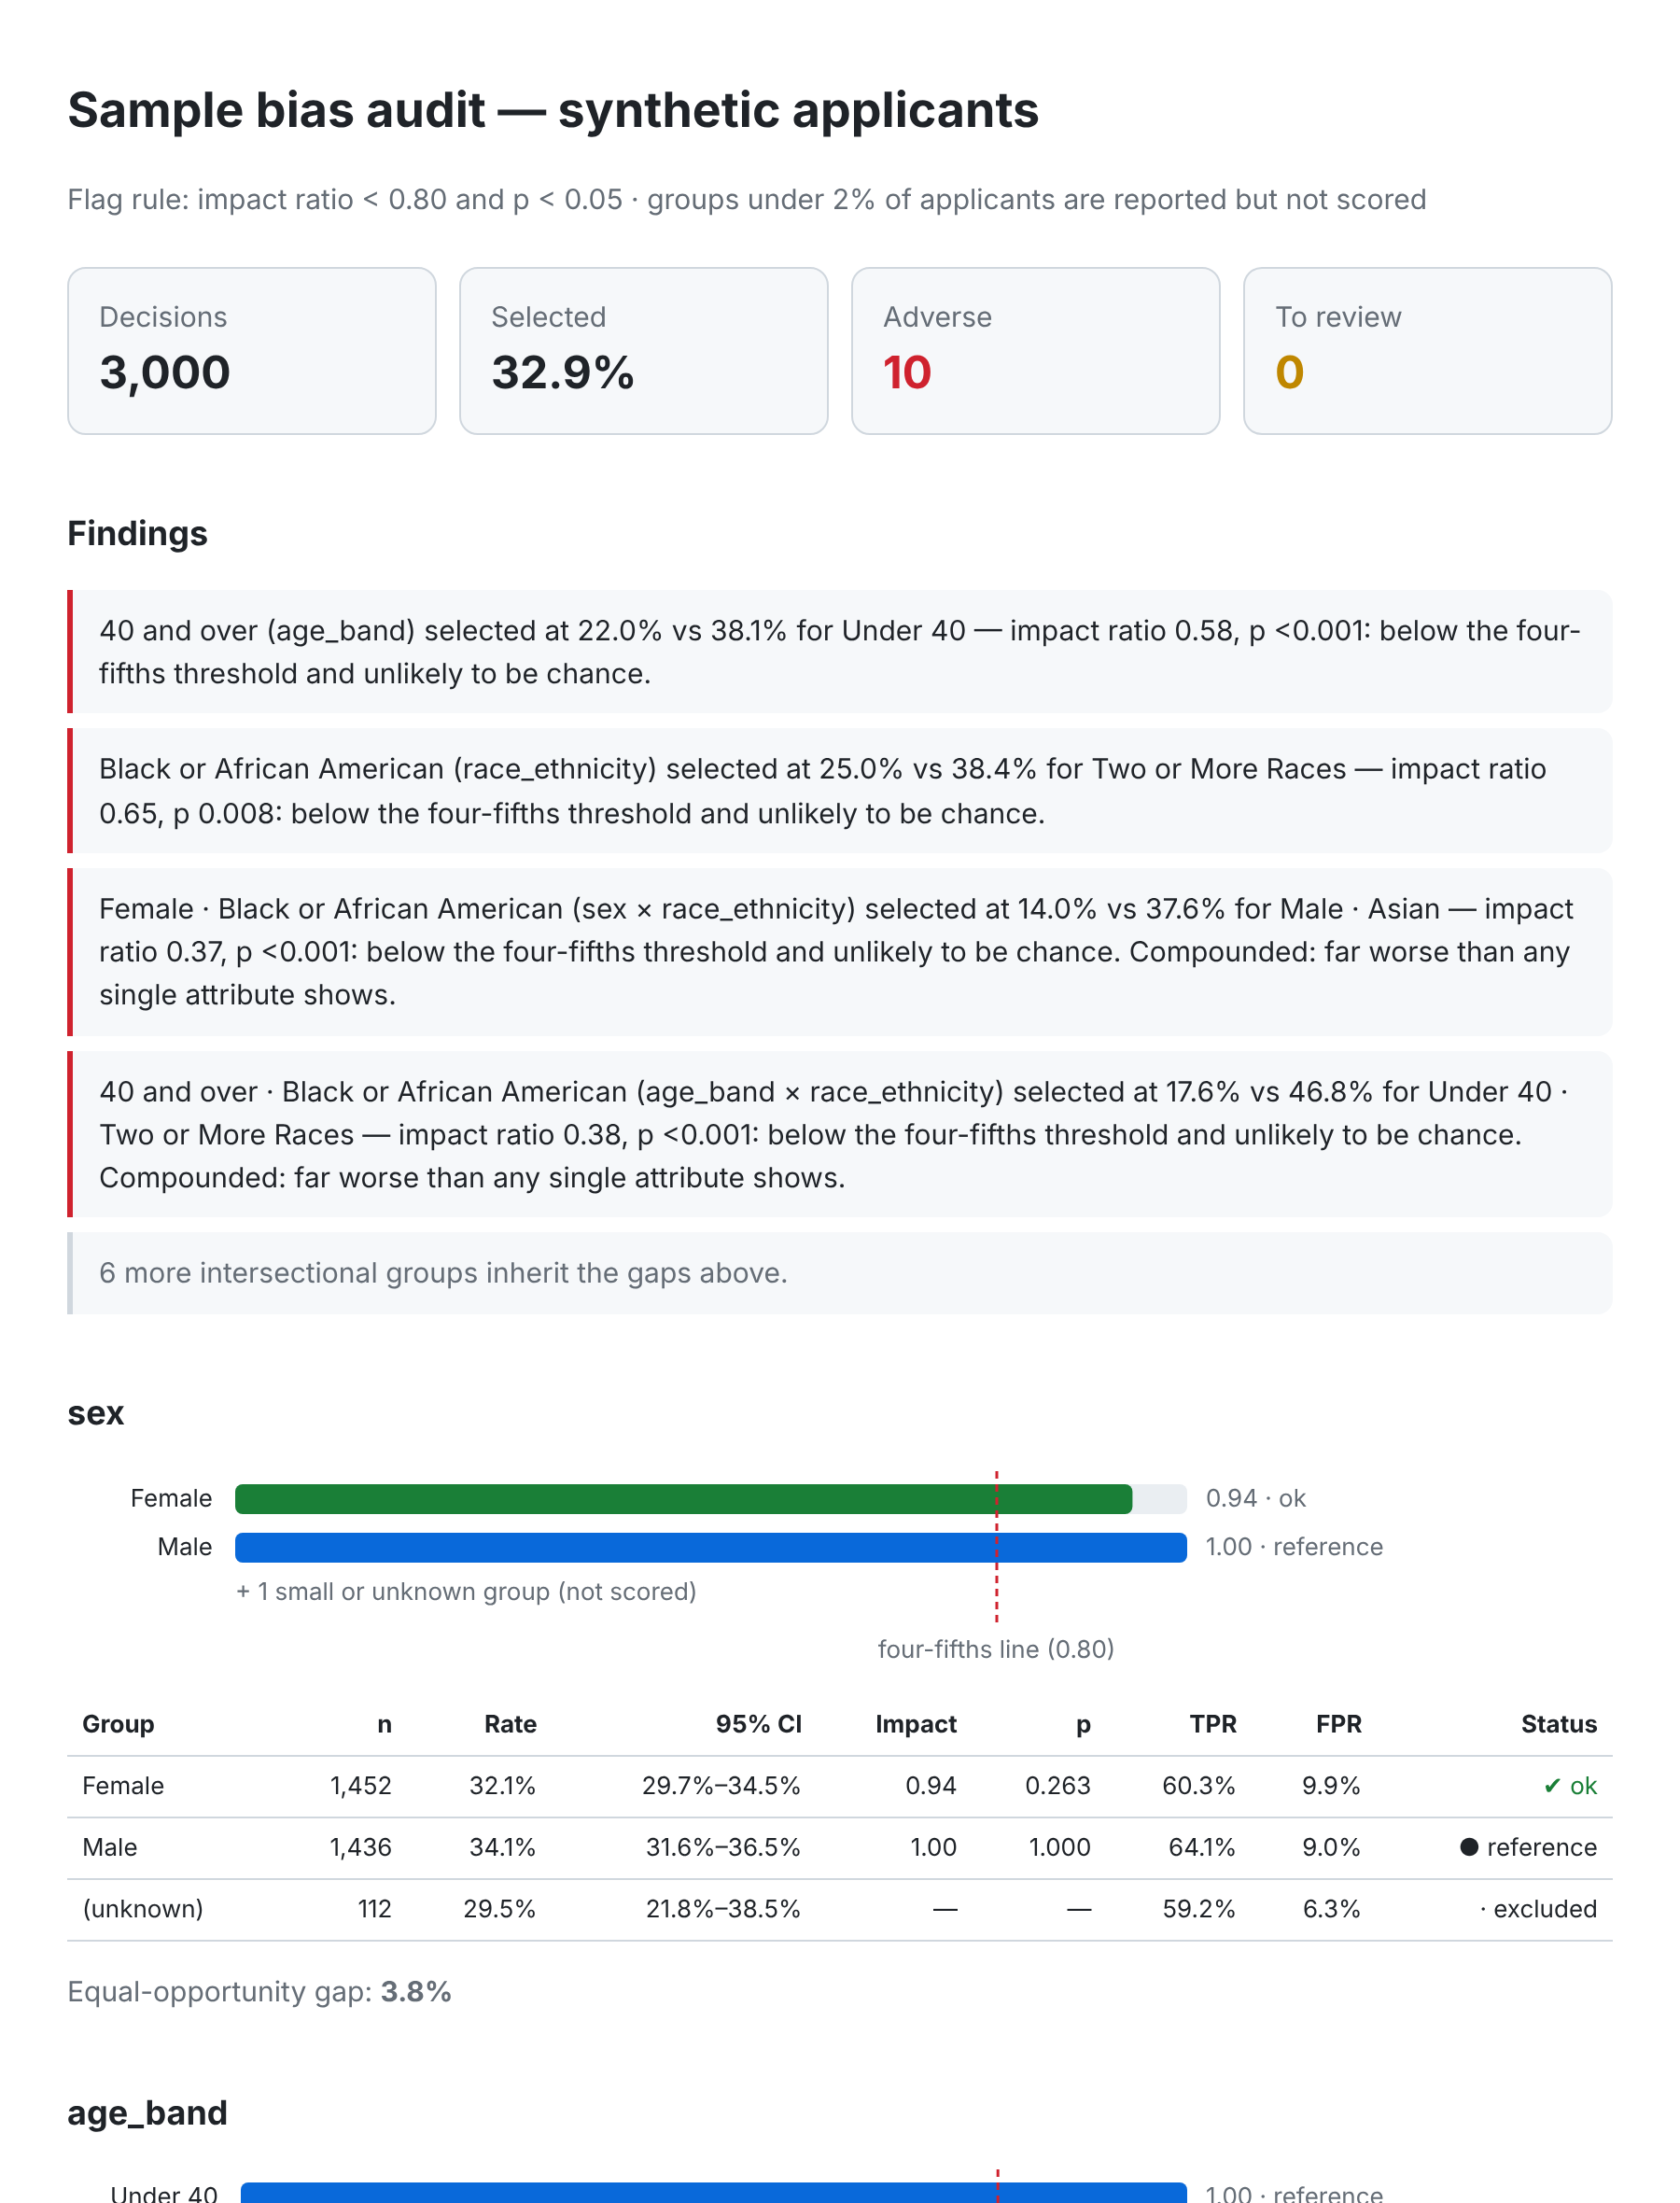 Sample bias audit — synthetic applicants
Flag rule: impact ratio < 0.80 and p < 0.05 · groups under 2% of applicants are reported but not scored
Decisions
3,000
Selected
32.9%
Adverse
10
To review
0
Findings
40 and over (age_band) selected at 22.0% vs 38.1% for Under 40 — impact ratio 0.58, p <0.001: below the four-
fifths threshold and unlikely to be chance.
Black or African American (race_ethnicity) selected at 25.0% vs 38.4% for Two or More Races — impact ratio
0.65, p 0.008: below the four-fifths threshold and unlikely to be chance.
Female · Black or African American (sex × race_ethnicity) selected at 14.0% vs 37.6% for Male · Asian — impact
ratio 0.37, p <0.001: below the four-fifths threshold and unlikely to be chance. Compounded: far worse than any
single attribute shows.
40 and over · Black or African American (age_band × race_ethnicity) selected at 17.6% vs 46.8% for Under 40 ·
Two or More Races — impact ratio 0.38, p <0.001: below the four-fifths threshold and unlikely to be chance.
Compounded: far worse than any single attribute shows.
6 more intersectional groups inherit the gaps above.
sex
Female 0.94 · ok
Male 1.00 · reference
+ 1 small or unknown group (not scored)
four-fifths line (0.80)
Group n Rate 95% CI Impact p TPR FPR Status
Female 1,452 32.1% 29.7%–34.5% 0.94 0.263 60.3% 9.9% ✔ ok
Male 1,436 34.1% 31.6%–36.5% 1.00 1.000 64.1% 9.0% ● reference
(unknown) 112 29.5% 21.8%–38.5% — — 59.2% 6.3% · excluded
Equal-opportunity gap: 3.8%
age_band
Under 40 1.00 · reference